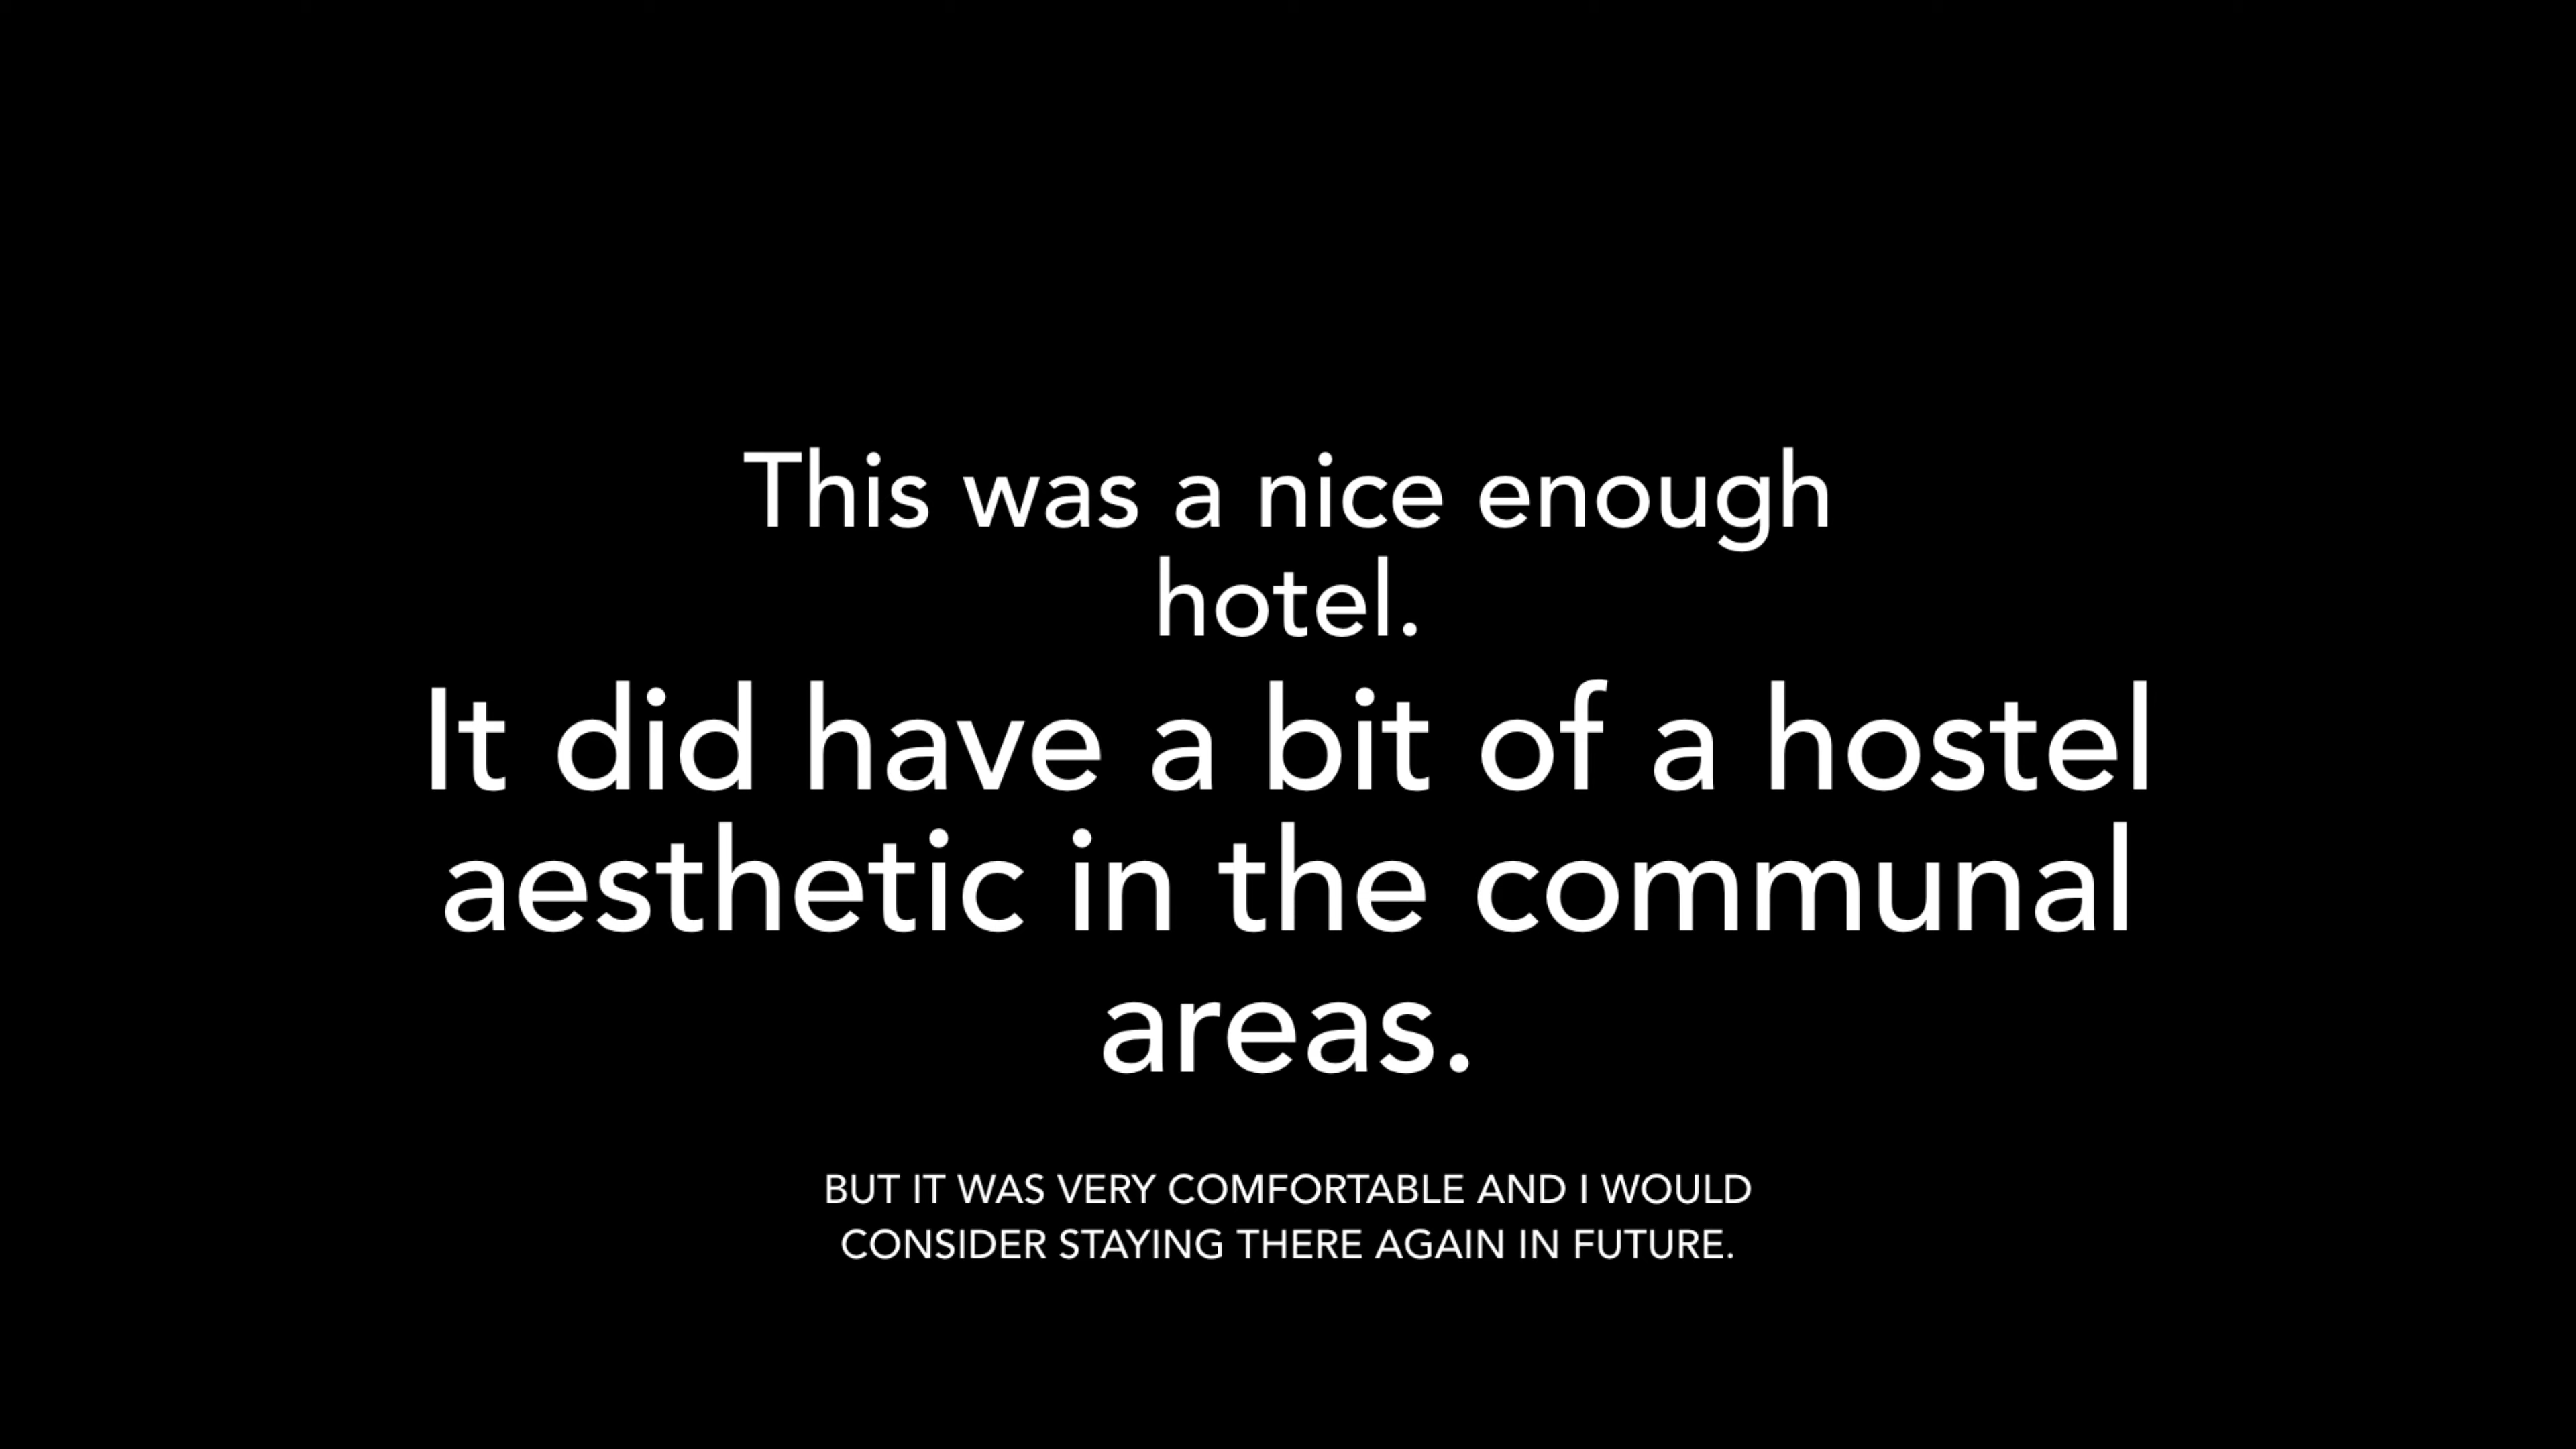 This was a nice enough
hotel.
It did have a bit of a hostel
aesthetic in the communal
areas.
BUT IT WAS VERY COMFORTABLE AND I WOULD
CONSIDER STAYING THERE AGAIN IN FUTURE.